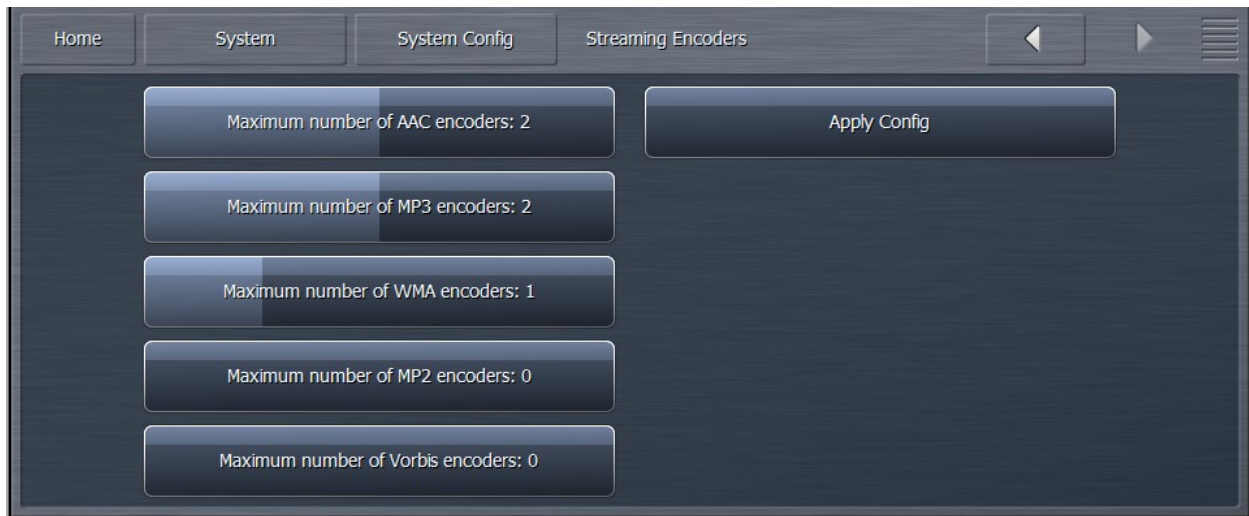 Home
System
System Config
Streaming Encoders
Maximum number of AAC encoders: 2
Apply Config
Maximum number of MP3 encoders: 2
Maximum number of WMA encoders: 1
Maximum number of MP2 encoders: 0
Maximum number of Vorbis encoders: 0